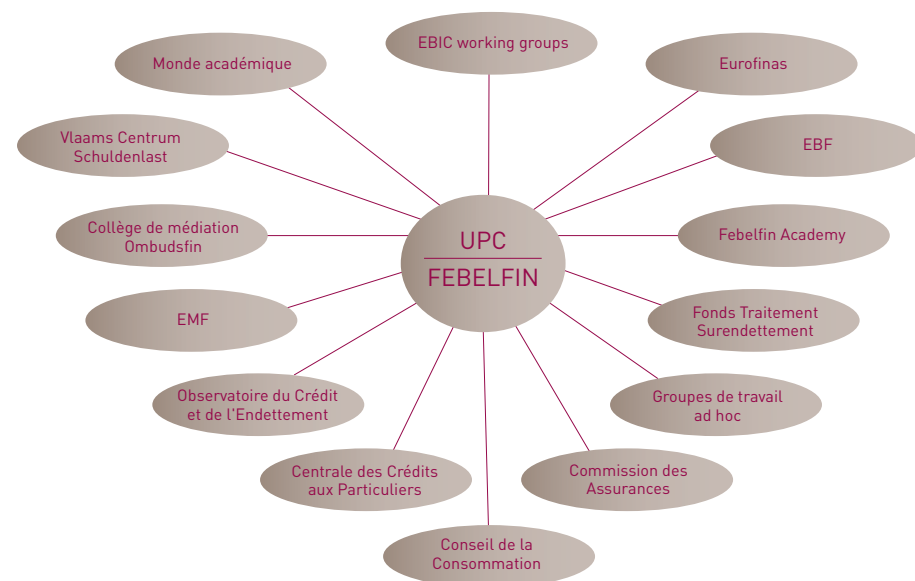 EBIC working groups
Monde académique
Eurofinas
Vlaams Centrum
Schuldenlast
EBF
Collège de médiation
Ombudsfin
UPC
FEBELFIN
Febelfin Academy
EMF
Fonds Traitement
Surendettement
Observatoire du Crédit
et de l'Endettement
Groupes de travail
ad hoc
Centrale des Crédits
aux Particuliers
Commission des
Assurances
Conseil de la
Consommation